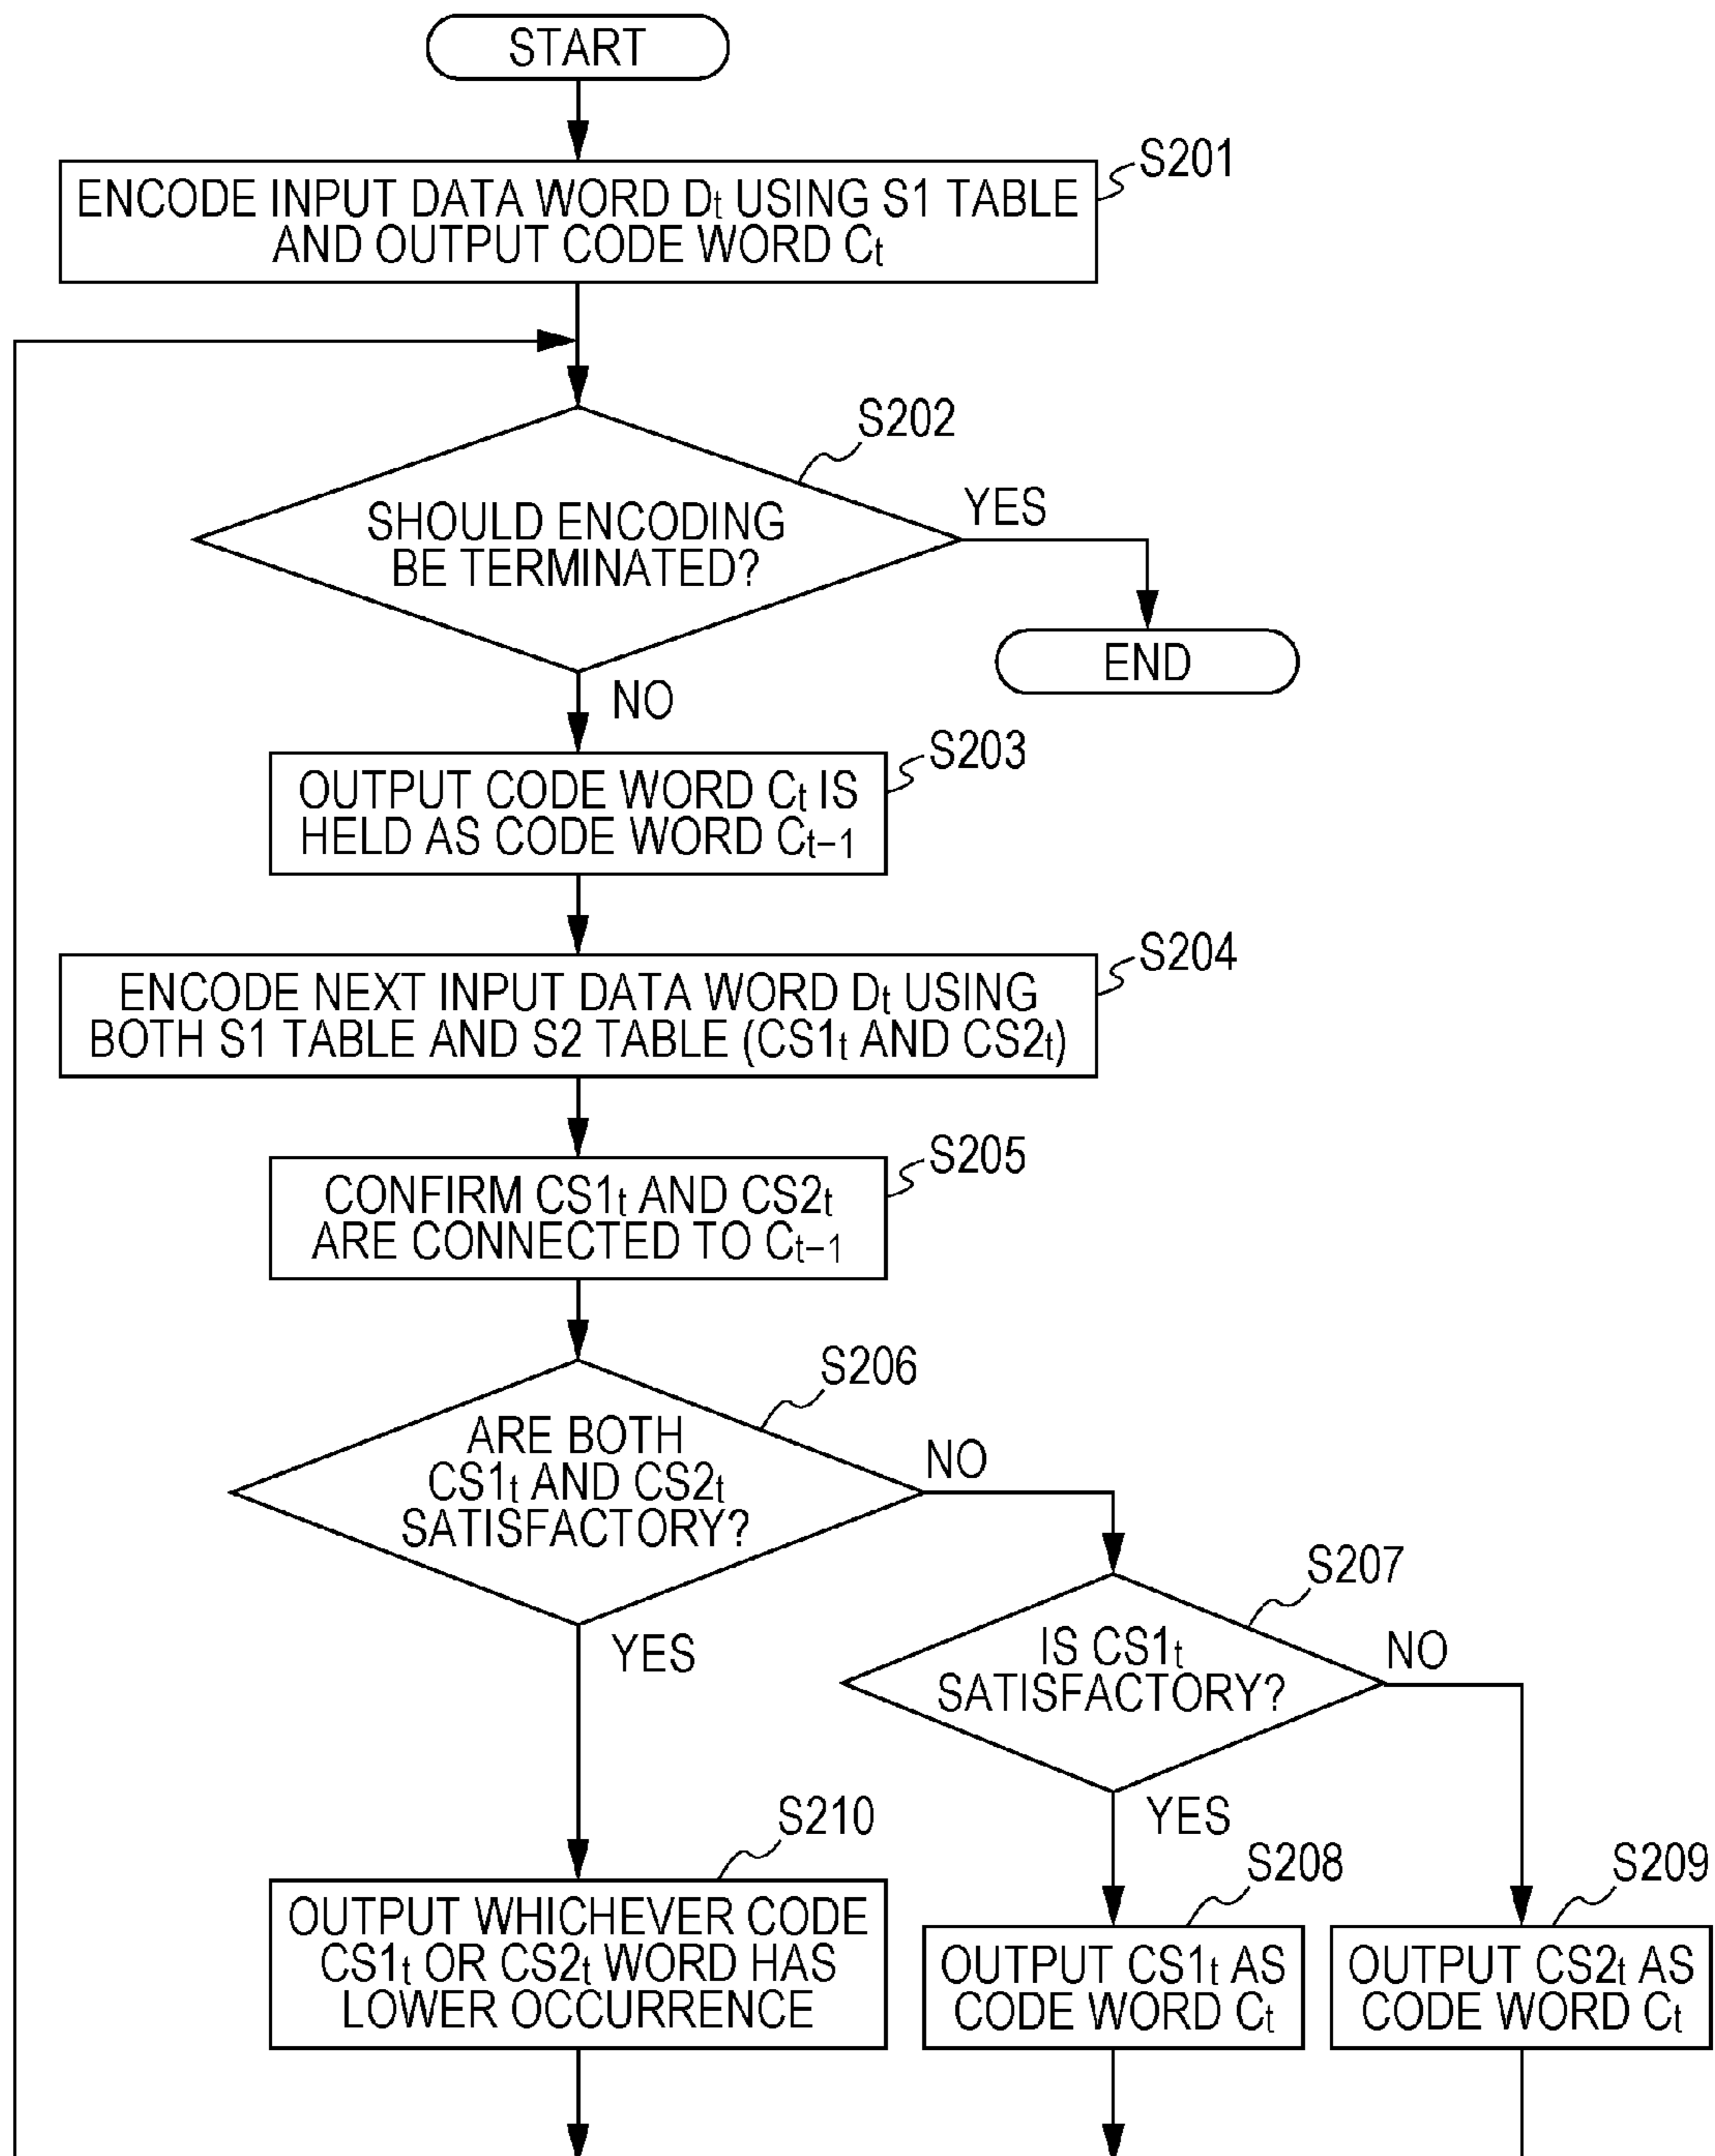 START
S201
ENCODE INPUT DATA WORD Dt USING S1 TABLE
AND OUTPUT CODE WORD Ct
S202
SHOULD ENCODING
BE TERMINATED?
YES
END
NO
S203
OUTPUT CODE WORD Ct IS
HELD AS CODE WORD Ct−1
S204
ENCODE NEXT INPUT DATA WORD Dt USING
BOTH S1 TABLE AND S2 TABLE (CS1t AND CS2t)
S205
CONFIRM CS1t AND CS2t
ARE CONNECTED TO Ct−1
S206
ARE BOTH
CS1t AND CS2t
SATISFACTORY?
NO
YES
S207
IS CS1t
SATISFACTORY?
NO
YES
S210
OUTPUT WHICHEVER CODE
CS1t OR CS2t WORD HAS
LOWER OCCURRENCE
S208
OUTPUT CS1t AS
CODE WORD Ct
S209
OUTPUT CS2t AS
CODE WORD Ct